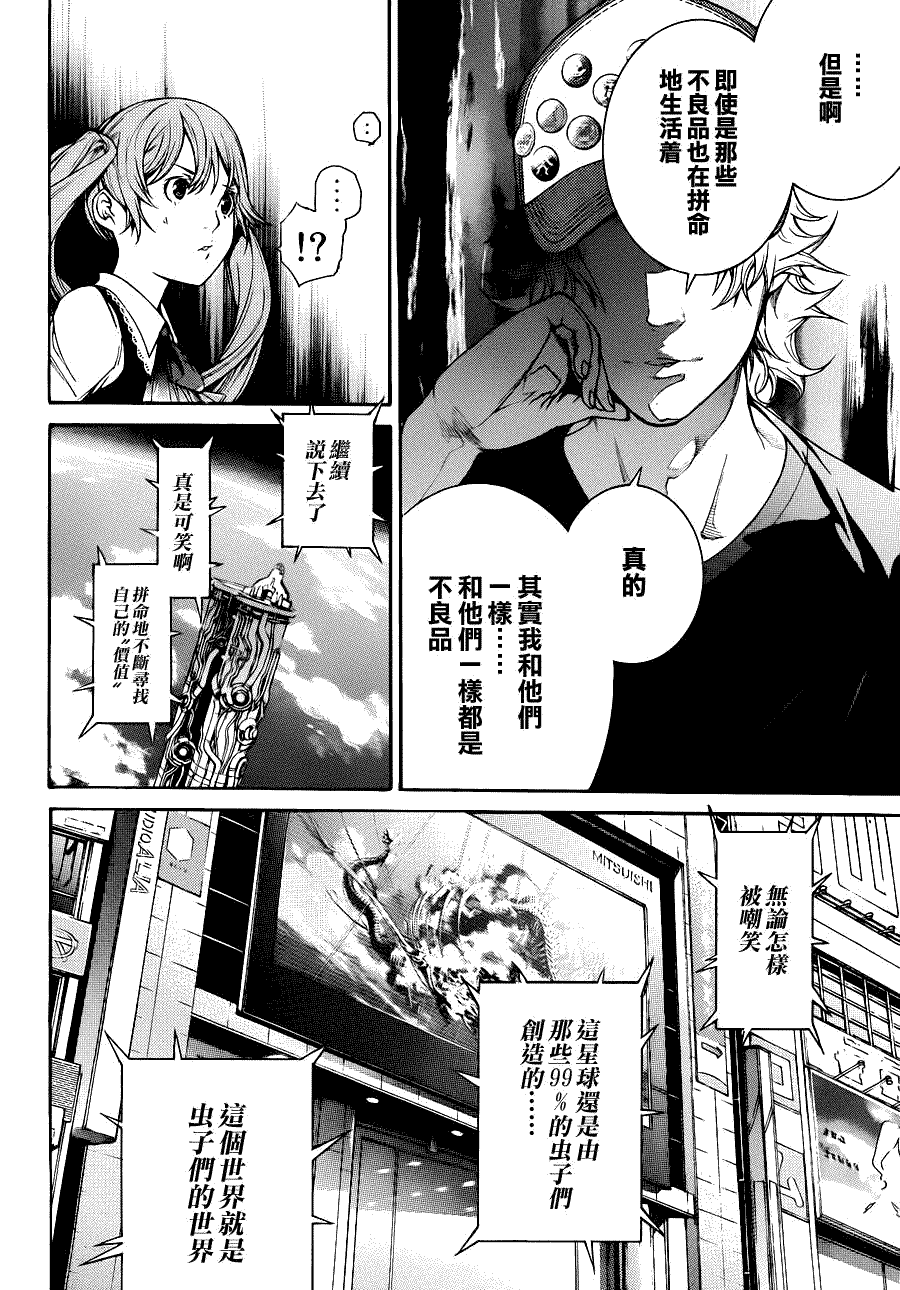 ……
但是啊
即使是那些
不良品也在拼命
地生活着
真的
其實我和他們
一樣……
和他們一樣都是
不良品
…
…
…
!?
繼續
説下去了
真是可笑啊
拼命地不斷尋找
自己的〝價值〟
無論怎樣
被嘲笑
這星球還是由
那些99%的虫子們
創造的……
這個世界就是
虫子們的世界
MITSUISHI